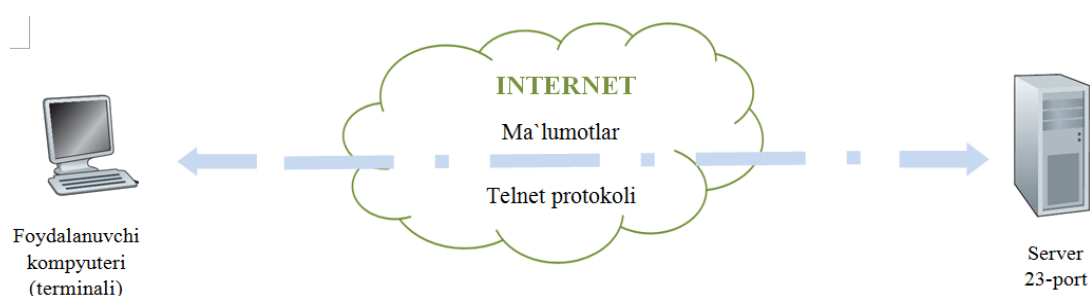 INTERNET
Ma`lumotlar
Telnet protokoli
Foydalanuvchi
kompyuteri
(terminali)
Server
23-port